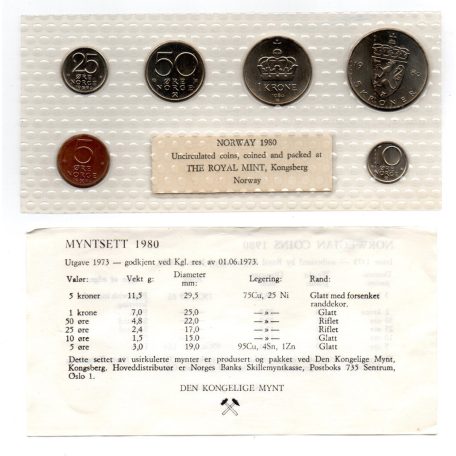 25
ØRE
NORGE
50
ØRE
NORGE
1 KRONE
1980
19
5 KRONER
5
ØRE
NORGE
10
ØRE
NORGE
NORWAY 1980
Uncirculated coins, coined and packed at
THE ROYAL MINT, Kongsberg
Norway
MYNTSETT 1980
Utgave 1973 — godkjent ved Kgl. res. av 01.06.1973.
Valør: Vekt g: Diameter mm: Legering: Rand:
5 kroner 11,5 29,5 75Cu, 25 Ni Glatt med forsenket
randdekor.
1 krone 7,0 25,0 —»— Glatt
50 øre 4,8 22,0 —»— Riflet
25 øre 2,4 17,0 —»— Riflet
10 øre 1,5 15.0 —»— Glatt
5 øre 3,0 19,0 95Cu, 4Sn, 1Zn Glatt
Dette settet av usirkulerte mynter er produsert og pakket ved Den Kongelige Mynt,
Kongsberg. Hoveddistributør er Norges Banks Skillemyntkasse, Postboks 735 Sentrum,
Oslo 1.
DEN KONGELIGE MYNT